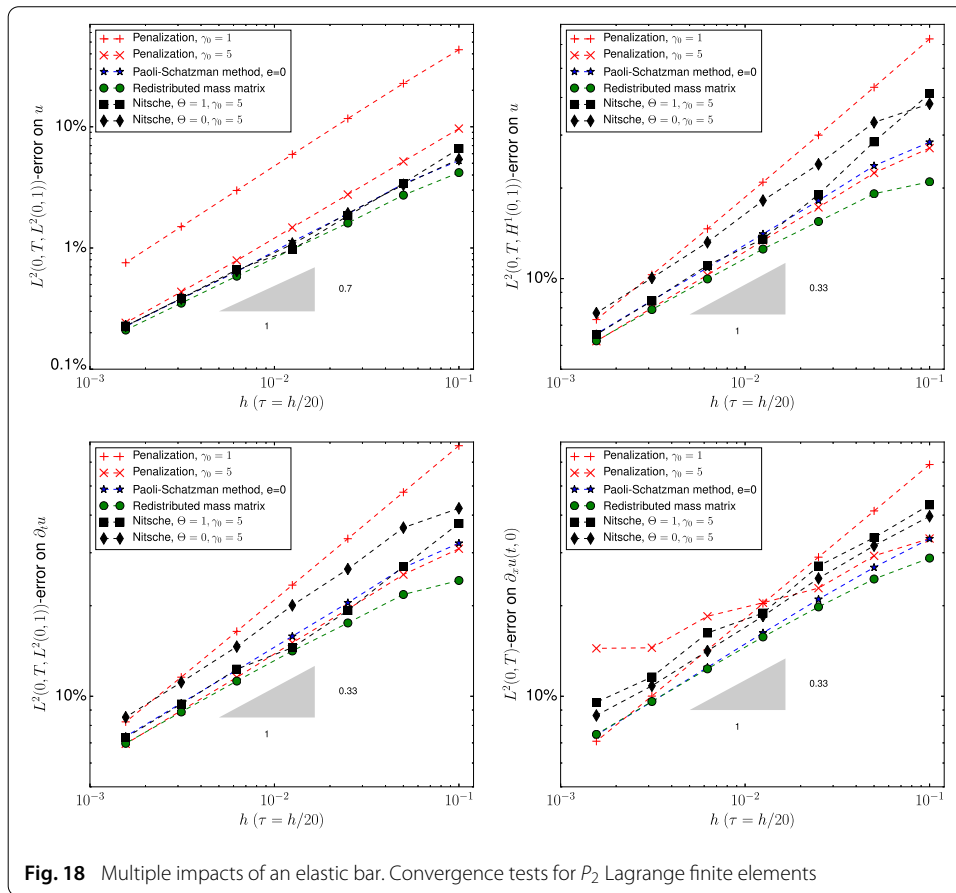 Penalization, γ₀ = 1
Penalization, γ₀ = 5
Paoli-Schatzman method, e=0
Redistributed mass matrix
Nitsche, Θ = 1, γ₀ = 5
Nitsche, Θ = 0, γ₀ = 5
L²(0, T, L²(0, 1))-error on u
10%
1%
0.1%
0.7
1
10⁻³
10⁻²
10⁻¹
h (τ = h/20)
Penalization, γ₀ = 1
Penalization, γ₀ = 5
Paoli-Schatzman method, e=0
Redistributed mass matrix
Nitsche, Θ = 1, γ₀ = 5
Nitsche, Θ = 0, γ₀ = 5
L²(0, T, H¹(0, 1))-error on u
10%
0.33
1
10⁻³
10⁻²
10⁻¹
h (τ = h/20)
Penalization, γ₀ = 1
Penalization, γ₀ = 5
Paoli-Schatzman method, e=0
Redistributed mass matrix
Nitsche, Θ = 1, γ₀ = 5
Nitsche, Θ = 0, γ₀ = 5
L²(0, T, L²(0, 1))-error on ∂ₜu
10%
0.33
1
10⁻³
10⁻²
10⁻¹
h (τ = h/20)
Penalization, γ₀ = 1
Penalization, γ₀ = 5
Paoli-Schatzman method, e=0
Redistributed mass matrix
Nitsche, Θ = 1, γ₀ = 5
Nitsche, Θ = 0, γ₀ = 5
L²(0, T)-error on ∂ₓu(t, 0)
10%
0.33
1
10⁻³
10⁻²
10⁻¹
h (τ = h/20)
Fig. 18 Multiple impacts of an elastic bar. Convergence tests for P₂ Lagrange finite elements